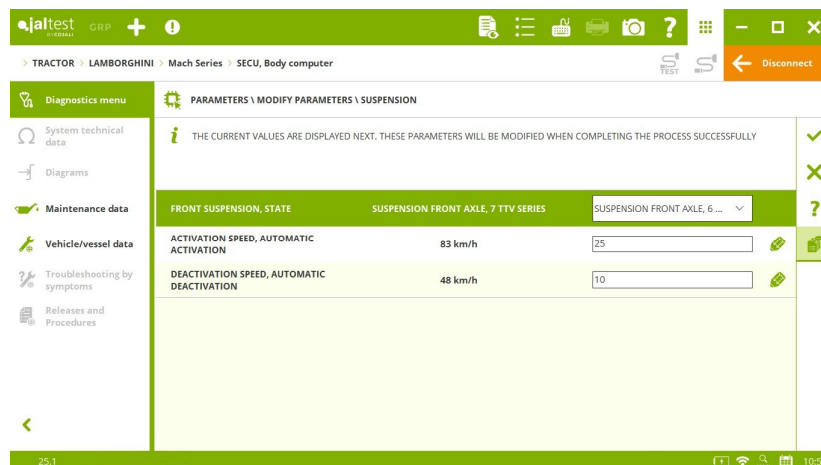 jaltest GRP
BY COJALI
TEST
> TRACTOR > LAMBORGHINI > Mach Series > SECU, Body computer
Disconnect
Diagnostics menu
PARAMETERS \ MODIFY PARAMETERS \ SUSPENSION
System technical data
THE CURRENT VALUES ARE DISPLAYED NEXT. THESE PARAMETERS WILL BE MODIFIED WHEN COMPLETING THE PROCESS SUCCESSFULLY
Diagrams
Maintenance data
FRONT SUSPENSION, STATE SUSPENSION FRONT AXLE, 7 TTV SERIES SUSPENSION FRONT AXLE, 6 ...
Vehicle/vessel data
ACTIVATION SPEED, AUTOMATIC
ACTIVATION
83 km/h 25
Troubleshooting by
symptoms
DEACTIVATION SPEED, AUTOMATIC
DEACTIVATION
48 km/h 10
Releases and
Procedures
25.1